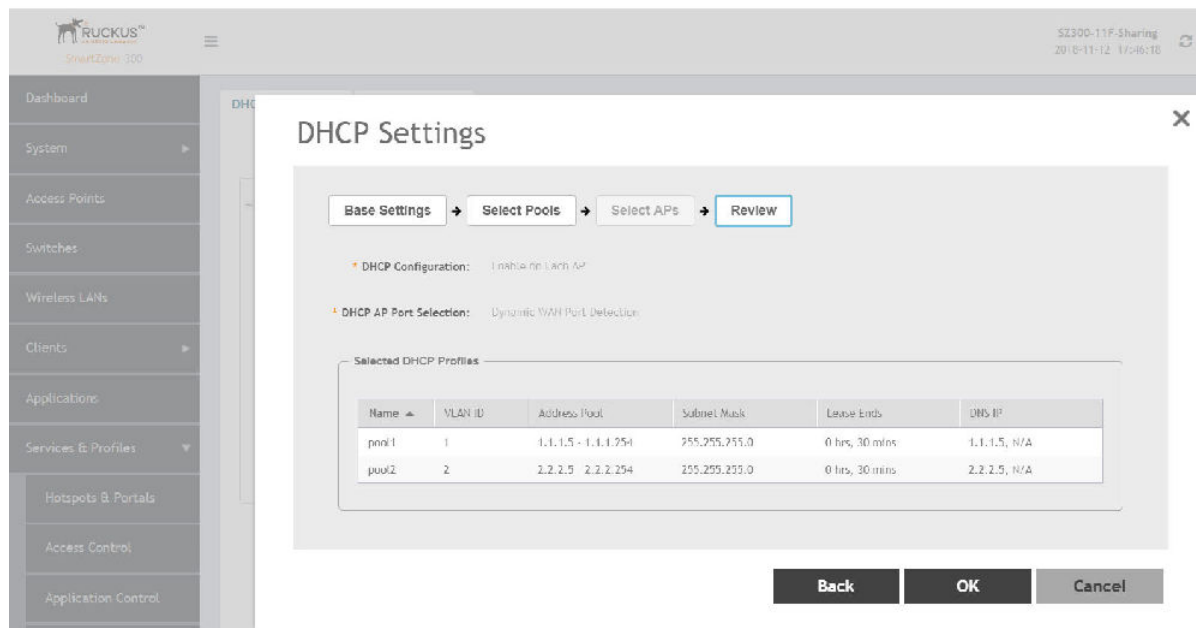 RUCKUS™
SmartZone 300
SZ300-11F-Sharing
2018-11-12 17:46:18
Dashboard
System
Access Points
Switches
Wireless LANs
Clients
Applications
Services & Profiles
Hotspots & Portals
Access Control
Application Control
DHC
DHCP Settings
Base Settings
Select Pools
Select APs
Review
* DHCP Configuration: Enable on Each AP
* DHCP AP Port Selection: Dynamic WAN Port Detection
Selected DHCP Profiles
Name VLAN ID Address Pool Subnet Mask Lease Ends DNS IP
pool1 1 1.1.1.5 - 1.1.1.254 255.255.255.0 0 hrs, 30 mins 1.1.1.5, N/A
pool2 2 2.2.2.5 - 2.2.2.254 255.255.255.0 0 hrs, 30 mins 2.2.2.5, N/A
Back
OK
Cancel